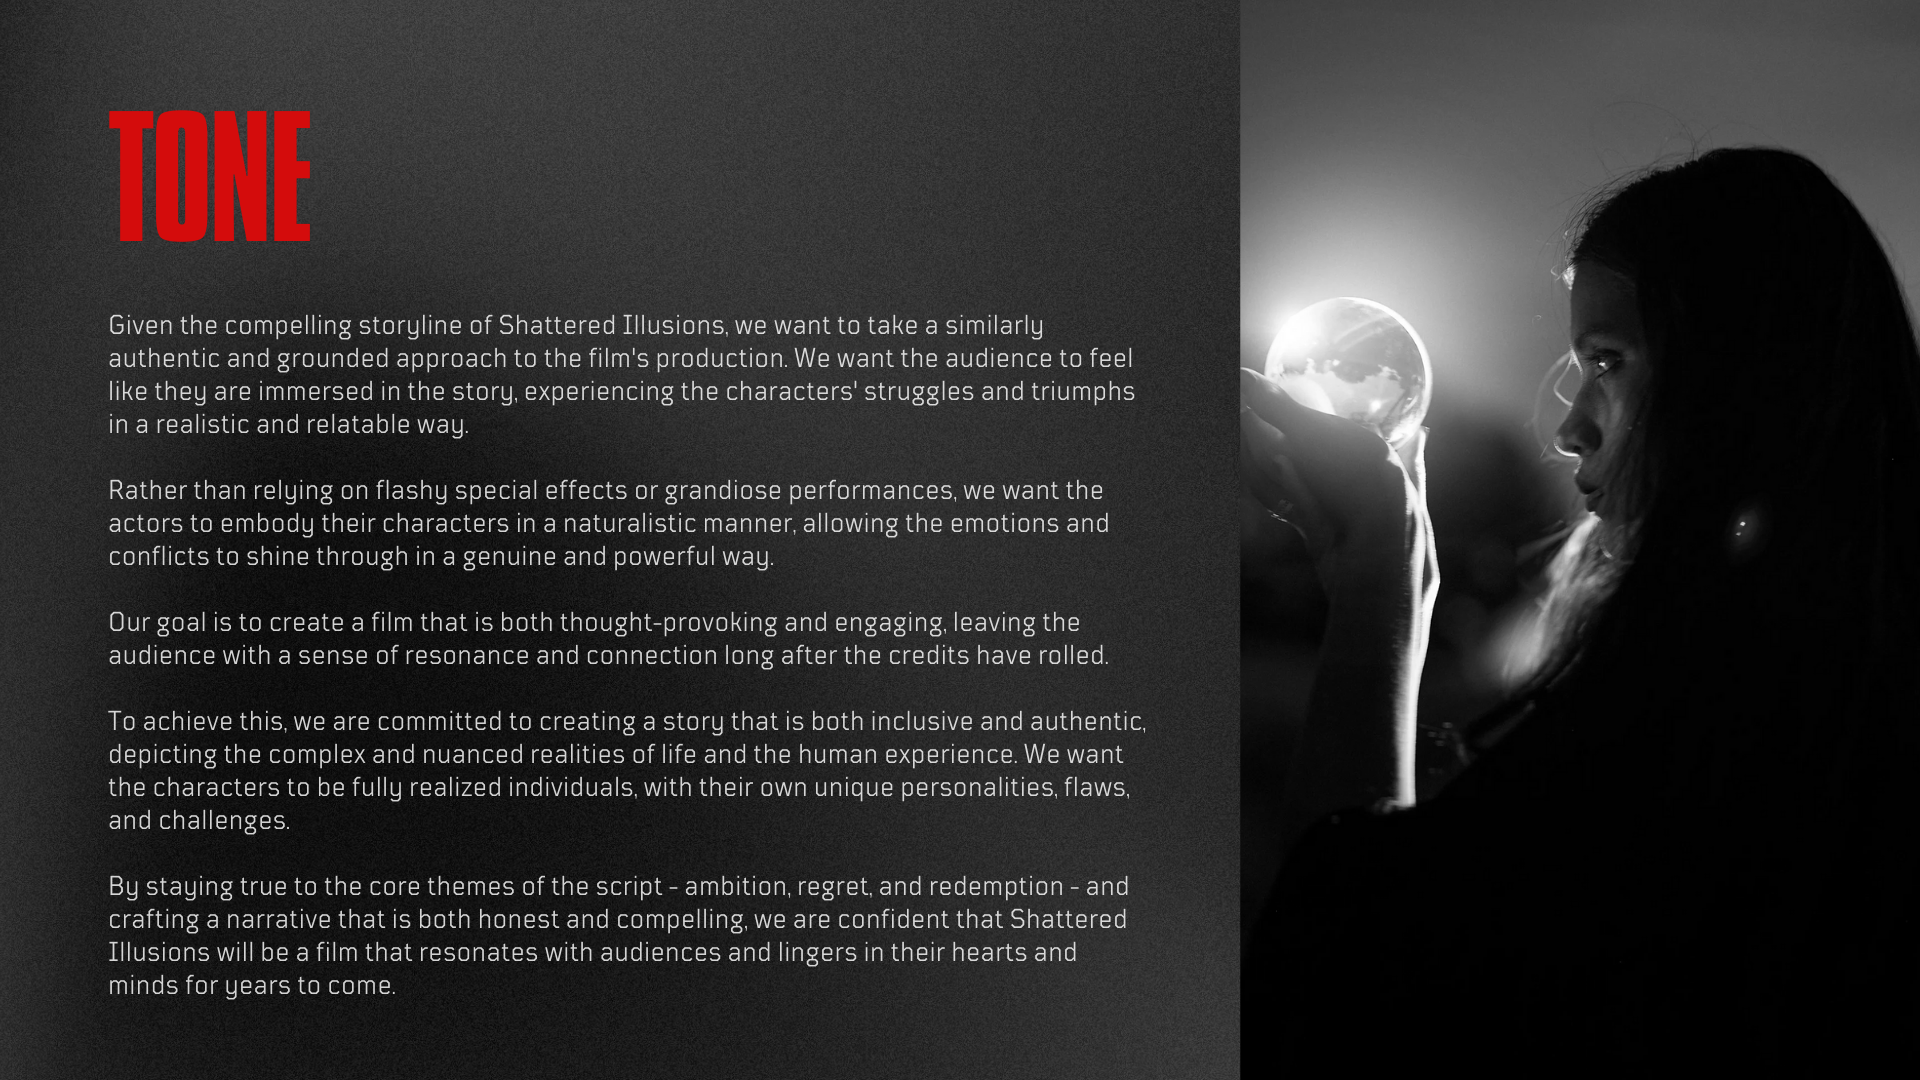 TONE
Given the compelling storyline of Shattered Illusions, we want to take a similarly
authentic and grounded approach to the film's production. We want the audience to feel
like they are immersed in the story, experiencing the characters' struggles and triumphs
in a realistic and relatable way.
Rather than relying on flashy special effects or grandiose performances, we want the
actors to embody their characters in a naturalistic manner, allowing the emotions and
conflicts to shine through in a genuine and powerful way.
Our goal is to create a film that is both thought-provoking and engaging, leaving the
audience with a sense of resonance and connection long after the credits have rolled.
To achieve this, we are committed to creating a story that is both inclusive and authentic,
depicting the complex and nuanced realities of life and the human experience. We want
the characters to be fully realized individuals, with their own unique personalities, flaws,
and challenges.
By staying true to the core themes of the script - ambition, regret, and redemption - and
crafting a narrative that is both honest and compelling, we are confident that Shattered
Illusions will be a film that resonates with audiences and lingers in their hearts and
minds for years to come.